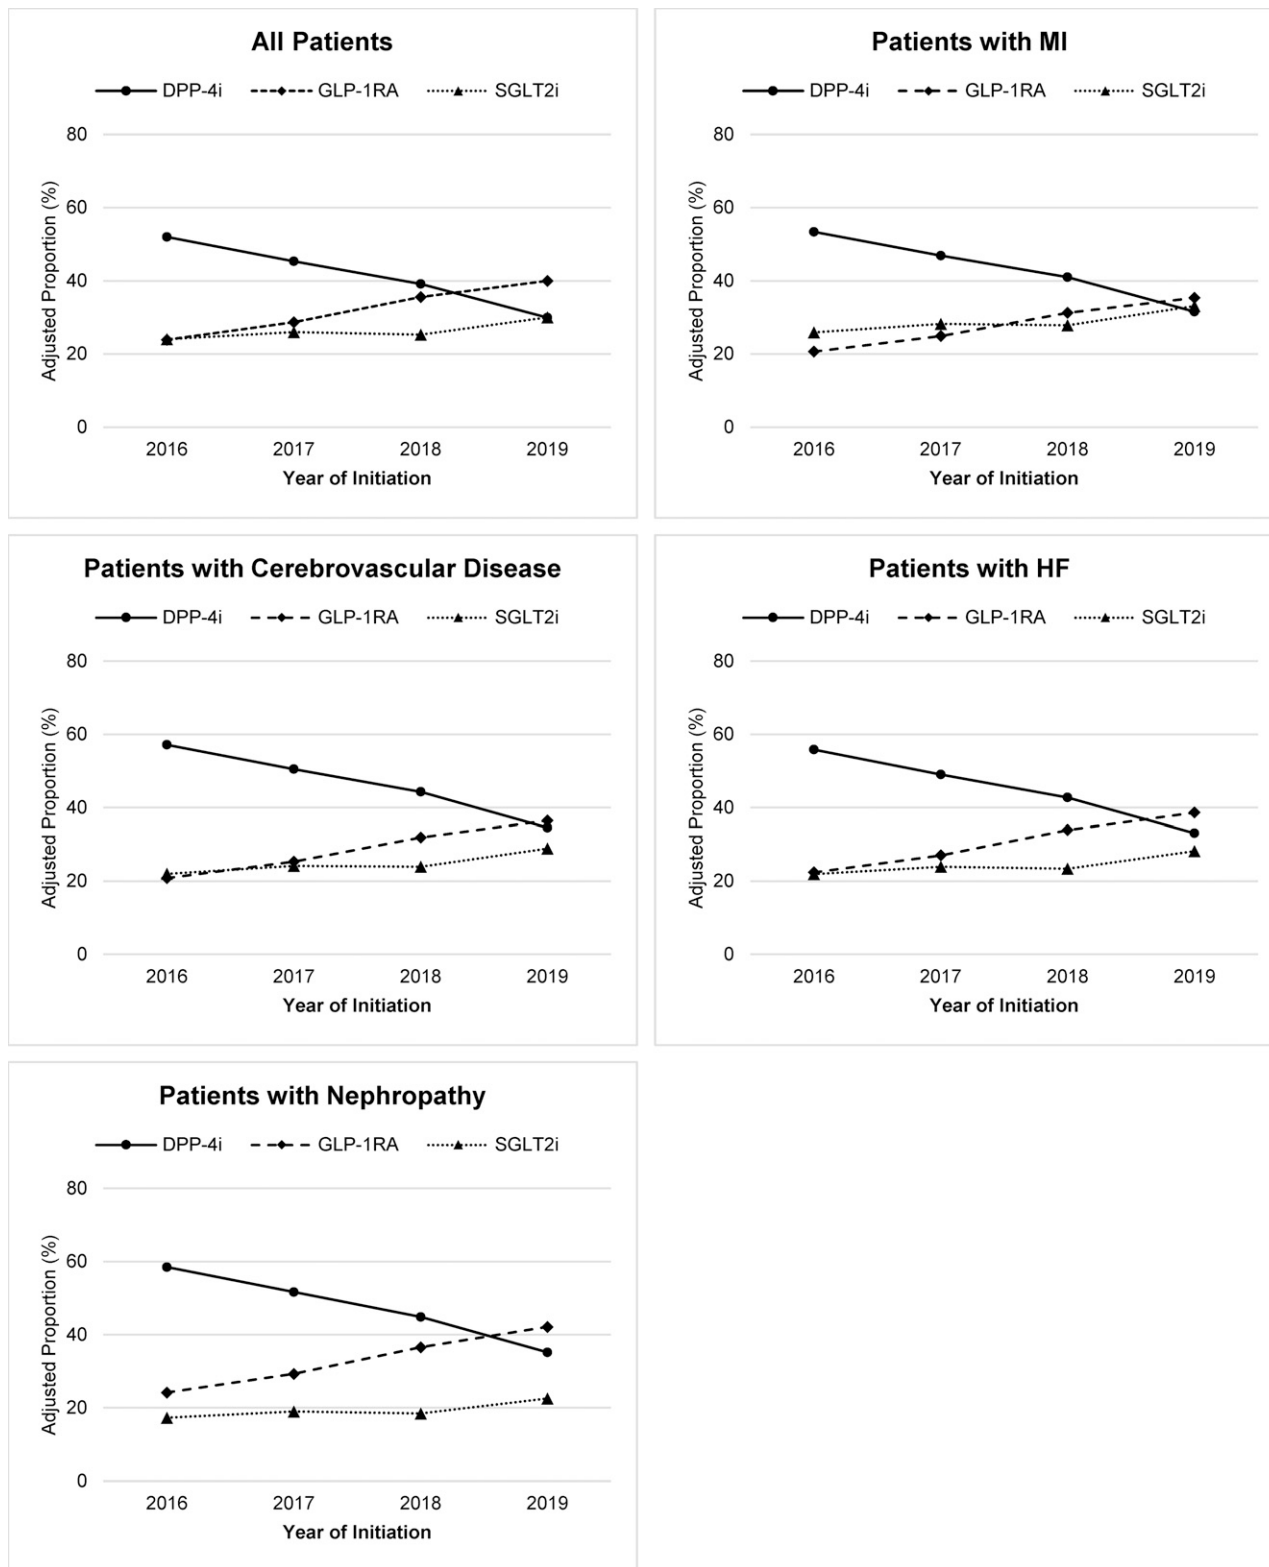 All Patients
DPP-4i GLP-1RA SGLT2i
Adjusted Proportion (%)
80
60
40
20
0
2016 2017 2018 2019
Year of Initiation
Patients with MI
DPP-4i GLP-1RA SGLT2i
Adjusted Proportion (%)
80
60
40
20
0
2016 2017 2018 2019
Year of Initiation
Patients with Cerebrovascular Disease
DPP-4i GLP-1RA SGLT2i
Adjusted Proportion (%)
80
60
40
20
0
2016 2017 2018 2019
Year of Initiation
Patients with HF
DPP-4i GLP-1RA SGLT2i
Adjusted Proportion (%)
80
60
40
20
0
2016 2017 2018 2019
Year of Initiation
Patients with Nephropathy
DPP-4i GLP-1RA SGLT2i
Adjusted Proportion (%)
80
60
40
20
0
2016 2017 2018 2019
Year of Initiation